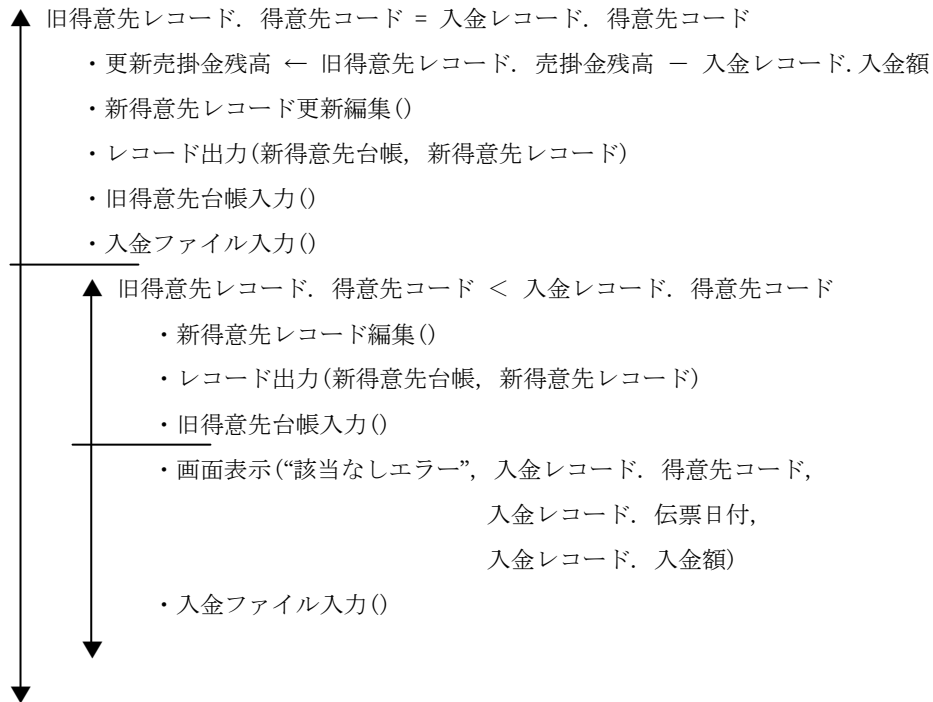 旧得意先レコード. 得意先コード = 入金レコード. 得意先コード
・更新売掛金残高 ← 旧得意先レコード. 売掛金残高 － 入金レコード.入金額
・新得意先レコード更新編集()
・レコード出力(新得意先台帳, 新得意先レコード)
・旧得意先台帳入力()
・入金ファイル入力()
旧得意先レコード. 得意先コード ＜ 入金レコード. 得意先コード
・新得意先レコード編集()
・レコード出力(新得意先台帳, 新得意先レコード)
・旧得意先台帳入力()
・画面表示(“該当なしエラー”, 入金レコード. 得意先コード,
入金レコード. 伝票日付,
入金レコード. 入金額)
・入金ファイル入力()